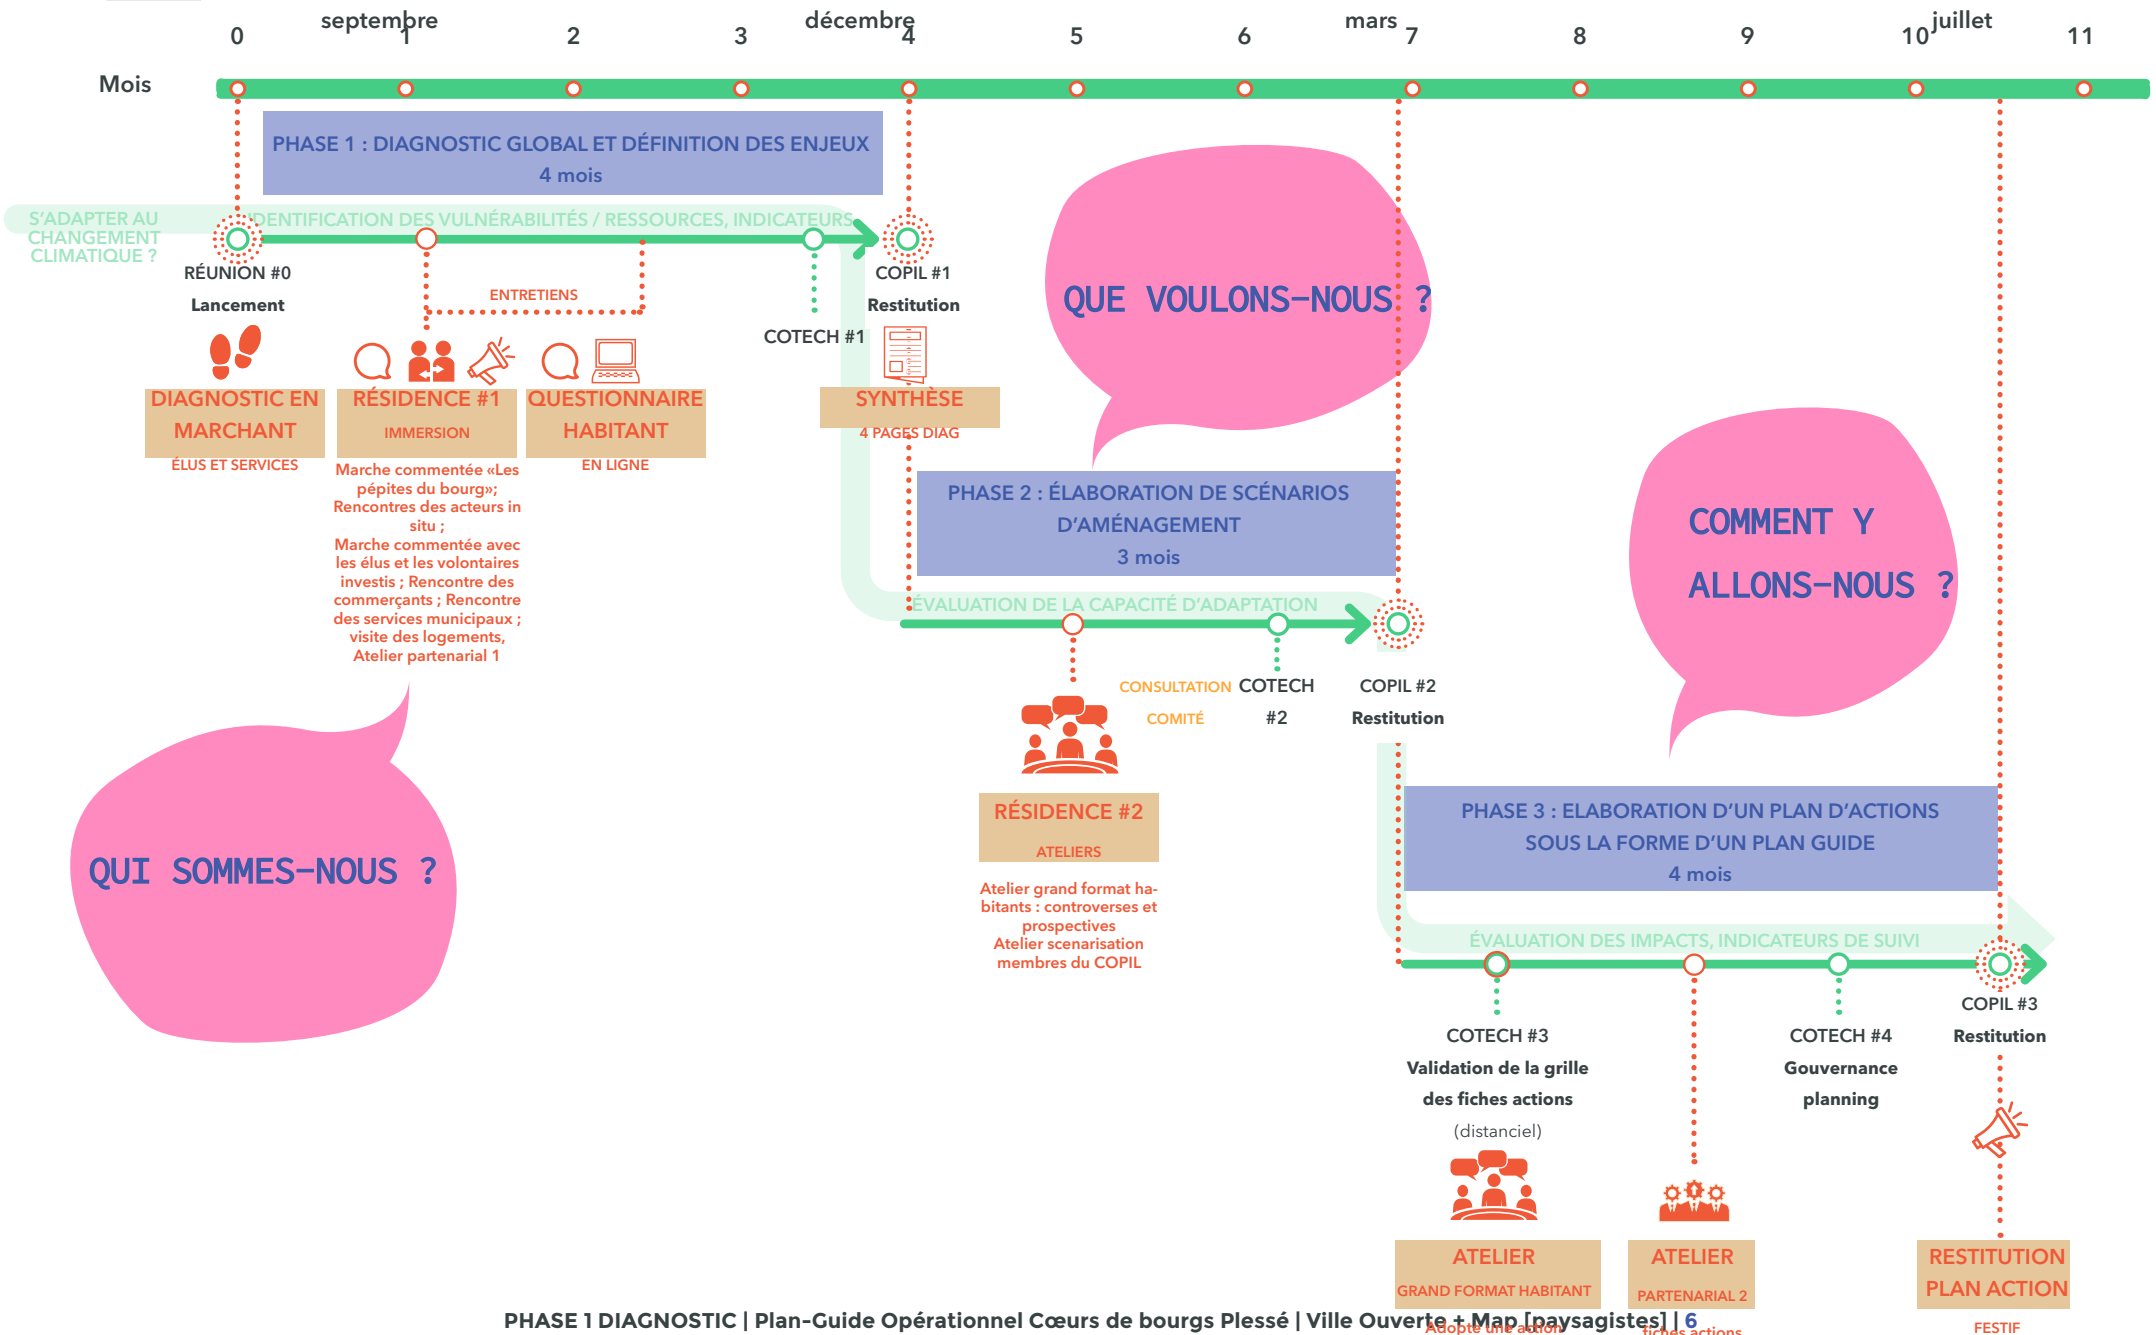 septembre
décembre
mars
juillet
0 1 2 3 4 5 6 7 8 9 10 11
Mois
PHASE 1 : DIAGNOSTIC GLOBAL ET DÉFINITION DES ENJEUX
4 mois
S'ADAPTER AU
CHANGEMENT
CLIMATIQUE ?
IDENTIFICATION DES VULNÉRABILITÉS / RESSOURCES, INDICATEURS
RÉUNION #0
Lancement
ENTRETIENS
COTECH #1
COPIL #1
Restitution
DIAGNOSTIC EN
MARCHANT
ÉLUS ET SERVICES
RÉSIDENCE #1
IMMERSION
Marche commentée «Les
pépites du bourg»;
Rencontres des acteurs in
situ ;
Marche commentée avec
les élus et les volontaires
investis ; Rencontre des
commerçants ; Rencontre
des services municipaux ;
visite des logements,
Atelier partenarial 1
QUESTIONNAIRE
HABITANT
EN LIGNE
SYNTHÈSE
4 PAGES DIAG
QUI SOMMES-NOUS ?
QUE VOULONS-NOUS ?
PHASE 2 : ÉLABORATION DE SCÉNARIOS
D'AMÉNAGEMENT
3 mois
ÉVALUATION DE LA CAPACITÉ D'ADAPTATION
CONSULTATION
COMITÉ
COTECH
#2
COPIL #2
Restitution
RÉSIDENCE #2
ATELIERS
Atelier grand format ha-
bitants : controverses et
prospectives
Atelier scenarisation
membres du COPIL
COMMENT Y
ALLONS-NOUS ?
PHASE 3 : ELABORATION D'UN PLAN D'ACTIONS
SOUS LA FORME D'UN PLAN GUIDE
4 mois
ÉVALUATION DES IMPACTS, INDICATEURS DE SUIVI
COTECH #3
Validation de la grille
des fiches actions
(distanciel)
COTECH #4
Gouvernance
planning
COPIL #3
Restitution
ATELIER
GRAND FORMAT HABITANT
Adopte une action
ATELIER
PARTENARIAL 2
fiches actions
RESTITUTION
PLAN ACTION
FESTIF
PHASE 1 DIAGNOSTIC | Plan-Guide Opérationnel Cœurs de bourgs Plessé | Ville Ouverte + Map [paysagistes] | 6